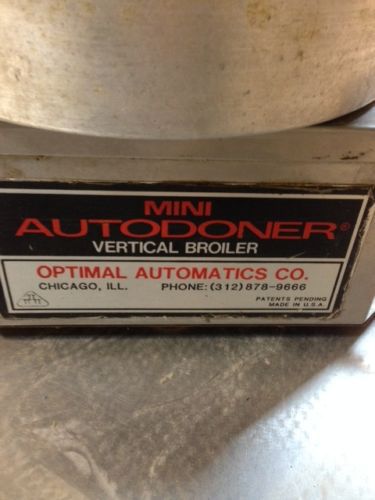 MINI
AUTODONER®
VERTICAL BROILER
OPTIMAL AUTOMATICS CO.
CHICAGO, ILL. PHONE: (312) 878-9666
PATENTS PENDING
MADE IN U.S.A.